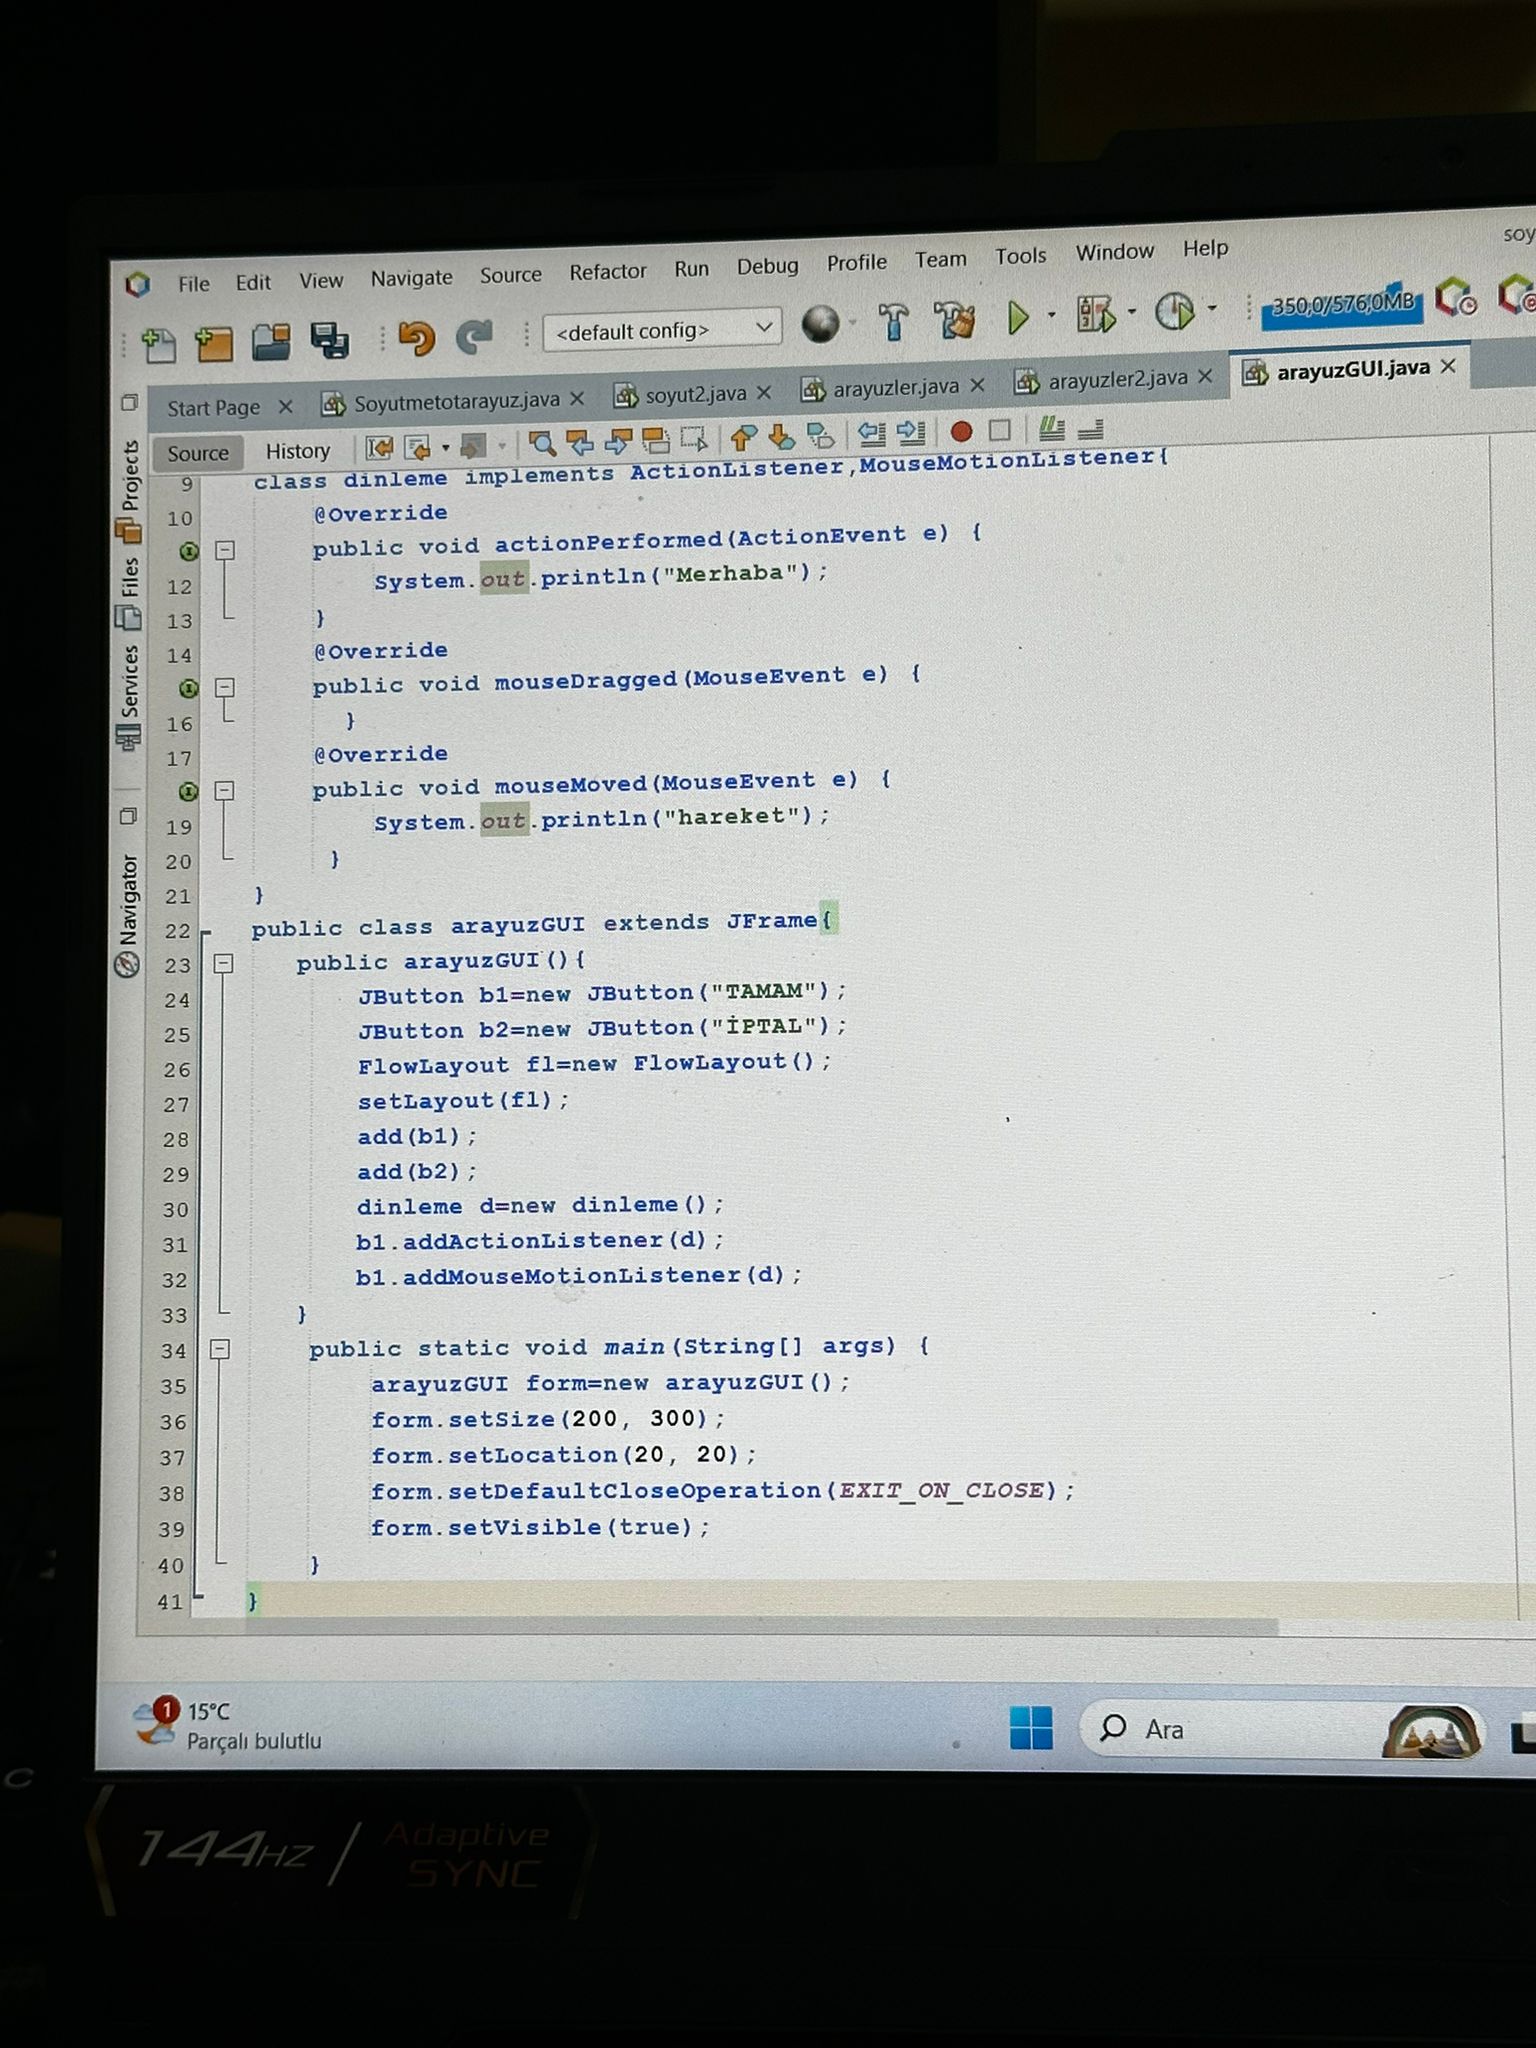 soy
File Edit View Navigate Source Refactor Run Debug Profile Team Tools Window Help
<default config>
350,0/576,0MB
Start Page Soyutmetotarayuz.java soyut2.java arayuzler.java arayuzler2.java arayuzGUI.java
Source History
Projects
Files
Services
Navigator
9 class dinleme implements ActionListener,MouseMotionListener{
10 @Override
public void actionPerformed(ActionEvent e) {
12 System.out.println("Merhaba");
13 }
14 @Override
public void mouseDragged(MouseEvent e) {
16 }
17 @Override
public void mouseMoved(MouseEvent e) {
19 System.out.println("hareket");
20 }
21 }
22 public class arayuzGUI extends JFrame{
23 public arayuzGUI(){
24 JButton b1=new JButton("TAMAM");
25 JButton b2=new JButton("İPTAL");
26 FlowLayout fl=new FlowLayout();
27 setLayout(fl);
28 add(b1);
29 add(b2);
30 dinleme d=new dinleme();
31 b1.addActionListener(d);
32 b1.addMouseMotionListener(d);
33 }
34 public static void main(String[] args) {
35 arayuzGUI form=new arayuzGUI();
36 form.setSize(200, 300);
37 form.setLocation(20, 20);
38 form.setDefaultCloseOperation(EXIT_ON_CLOSE);
39 form.setVisible(true);
40 }
41 }
1 15°C
Parçalı bulutlu
Ara
144HZ / Adaptive SYNC